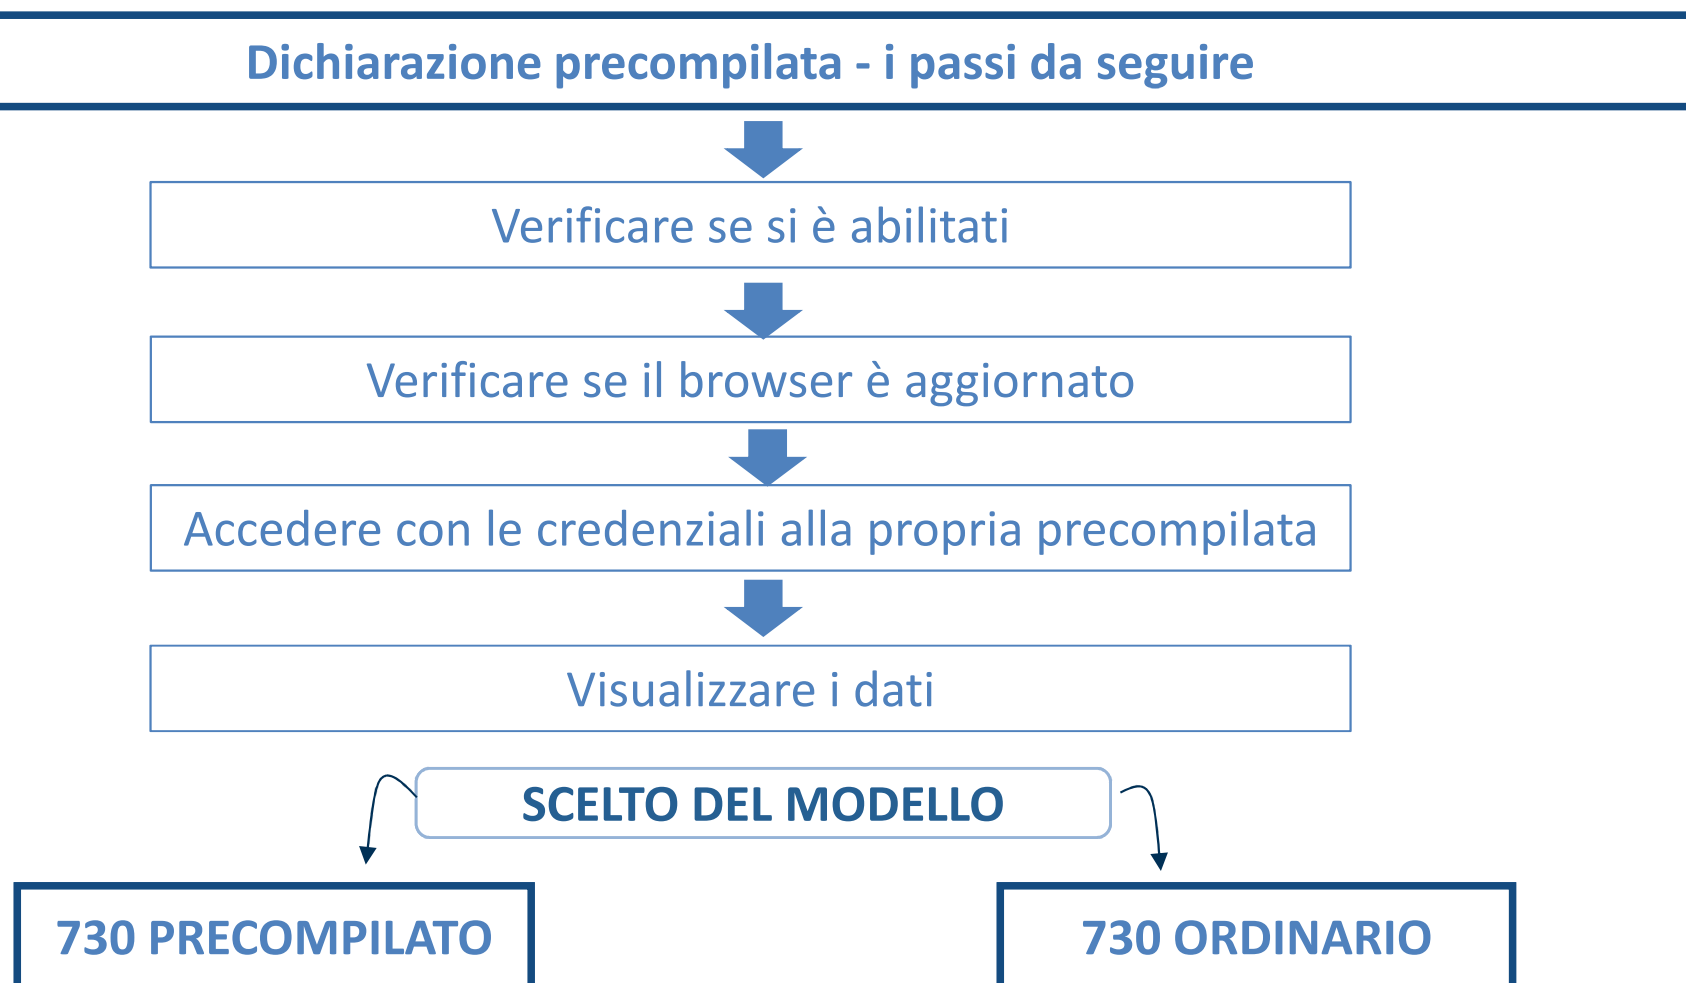 Dichiarazione precompilata - i passi da seguire
Verificare se si è abilitati
Verificare se il browser è aggiornato
Accedere con le credenziali alla propria precompilata
Visualizzare i dati
SCELTO DEL MODELLO
730 PRECOMPILATO
730 ORDINARIO